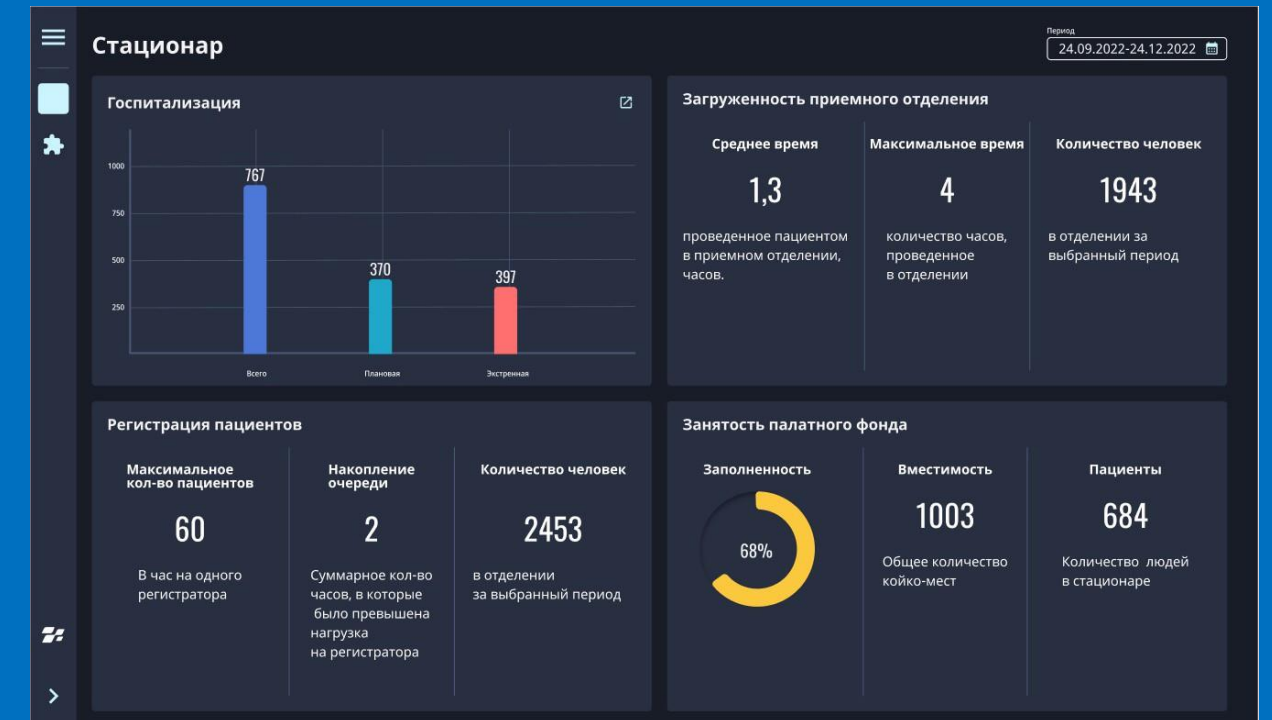 Стационар
Период
24.09.2022-24.12.2022
Госпитализация
1000
750
500
250
767
370
397
Всего
Плановая
Экстренная
Загруженность приемного отделения
Среднее время
1,3
проведенное пациентом
в приемном отделении,
часов.
Максимальное время
4
количество часов,
проведенное
в отделении
Количество человек
1943
в отделении за
выбранный период
Регистрация пациентов
Максимальное
кол-во пациентов
60
В час на одного
регистратора
Накопление
очереди
2
Суммарное кол-во
часов, в которые
было превышена
нагрузка
на регистратора
Количество человек
2453
в отделении
за выбранный период
Занятость палатного фонда
Заполненность
68%
Вместимость
1003
Общее количество
койко-мест
Пациенты
684
Количество людей
в стационаре